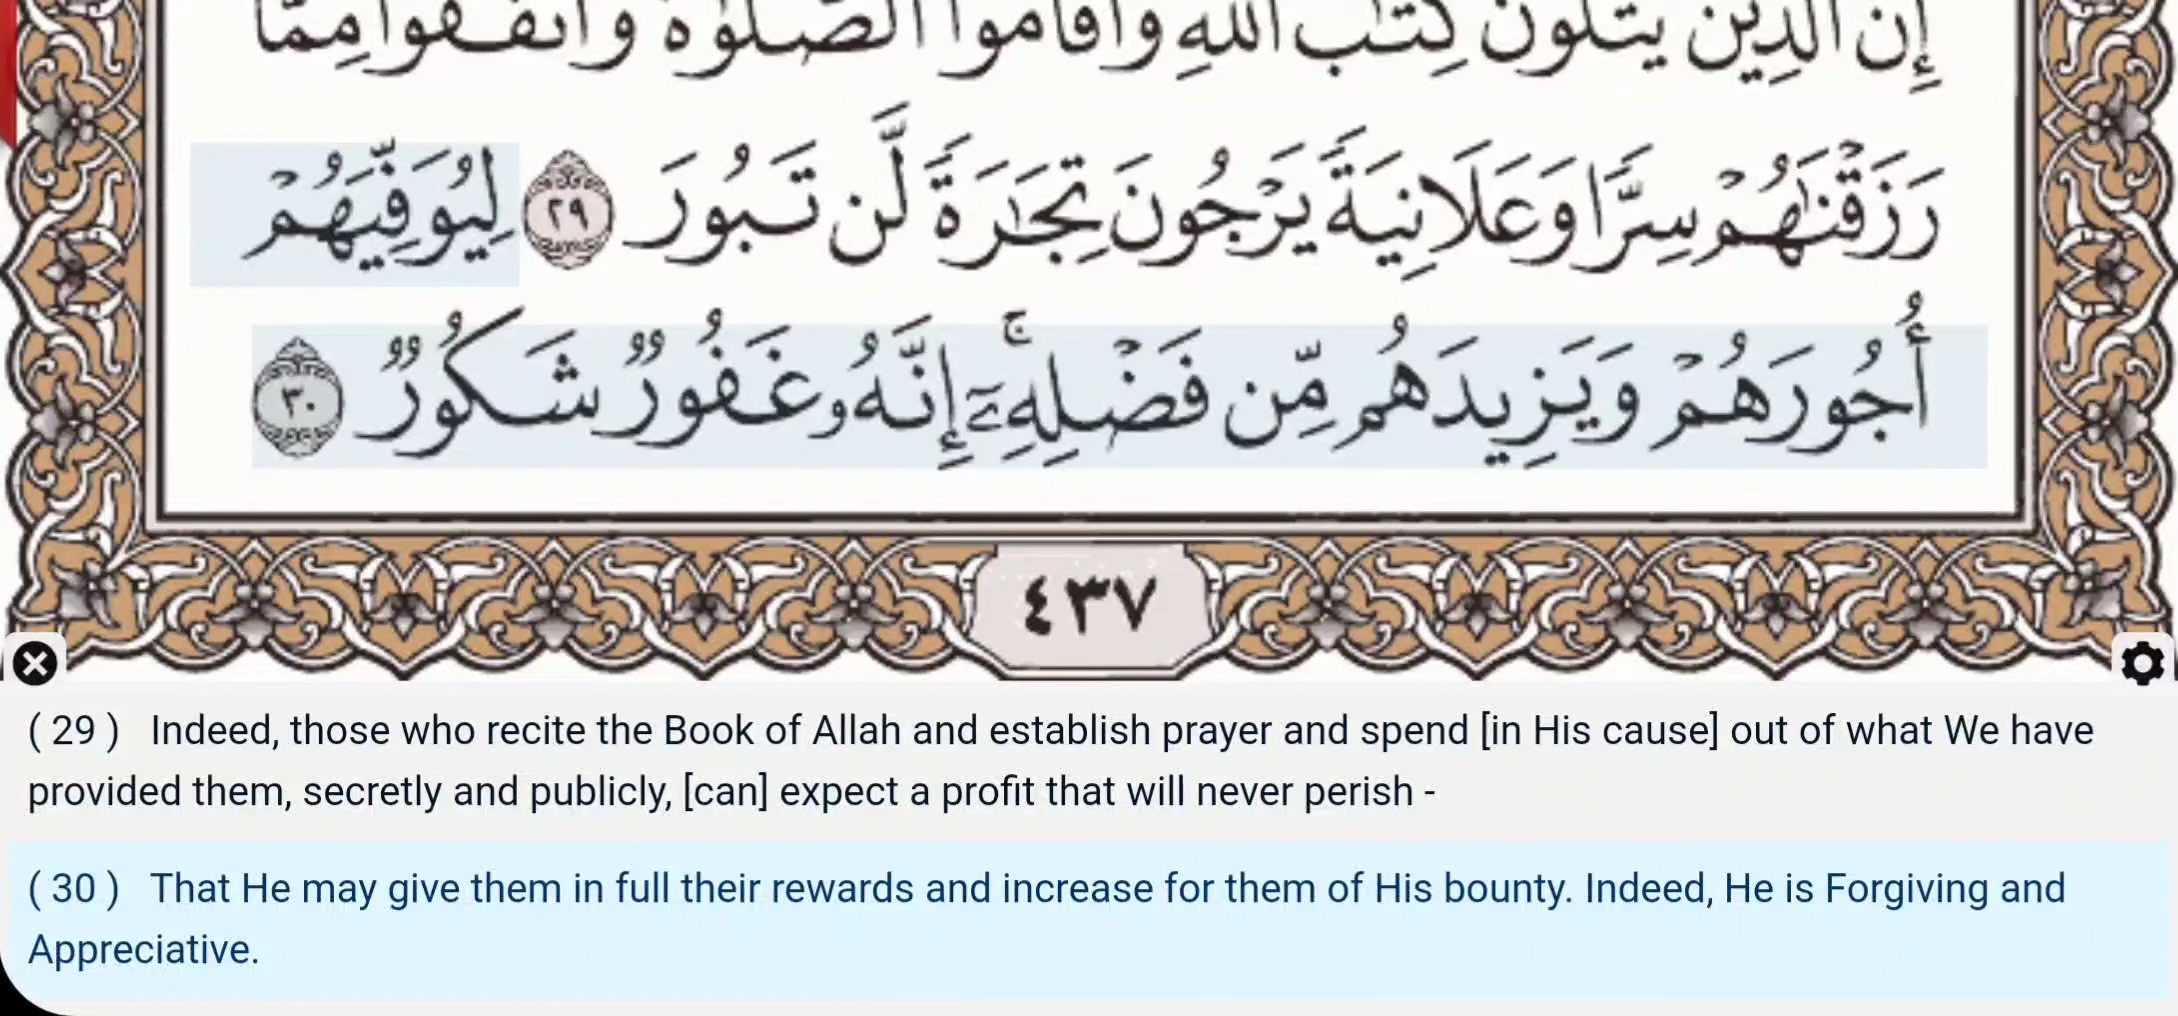 إِنَّ الَّذِينَ يَتْلُونَ كِتَٰبَ اللَّهِ وَأَقَامُوا الصَّلَوٰةَ وَأَنفَقُوا مِمَّا
رَزَقْنَٰهُمْ سِرًّا وَعَلَانِيَةً يَرْجُونَ تِجَٰرَةً لَّن تَبُورَ ٢٩ لِيُوَفِّيَهُمْ
أُجُورَهُمْ وَيَزِيدَهُم مِّن فَضْلِهِۦٓ ۚ إِنَّهُۥ غَفُورٌ شَكُورٌ ٣٠
٤٣٧
( 29 ) Indeed, those who recite the Book of Allah and establish prayer and spend [in His cause] out of what We have
provided them, secretly and publicly, [can] expect a profit that will never perish -
( 30 ) That He may give them in full their rewards and increase for them of His bounty. Indeed, He is Forgiving and
Appreciative.